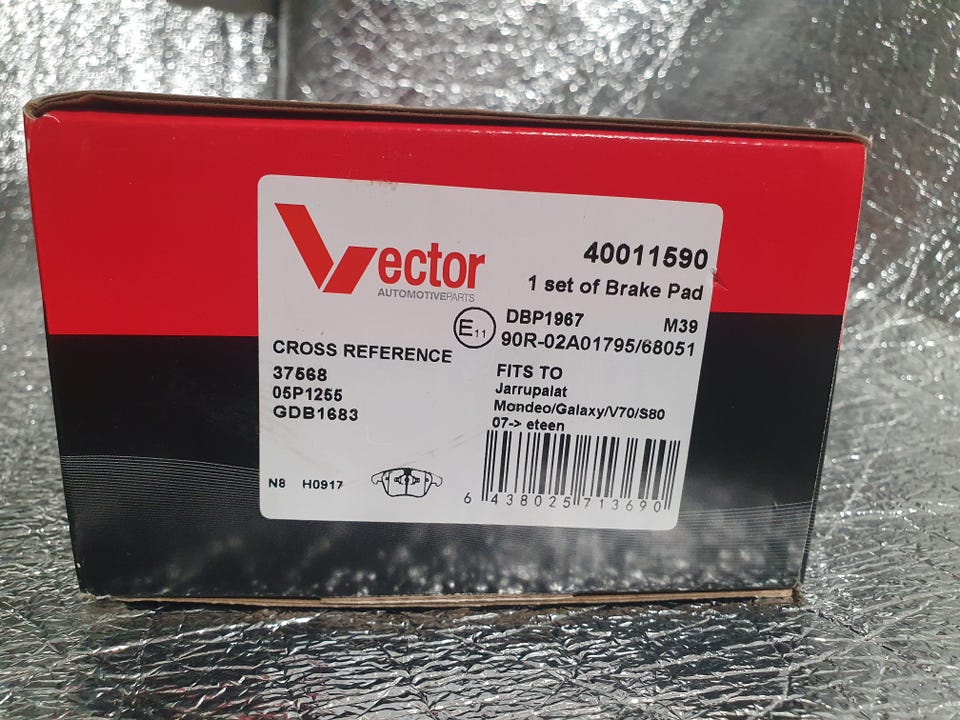 Vector
AUTOMOTIVEPARTS
40011590
1 set of Brake Pad
E11
DBP1967 M39
90R-02A01795/68051
CROSS REFERENCE
37568
05P1255
GDB1683
FITS TO
Jarrupalat
Mondeo/Galaxy/V70/S80
07-> eteen
N8 H0917
6 438025 713690